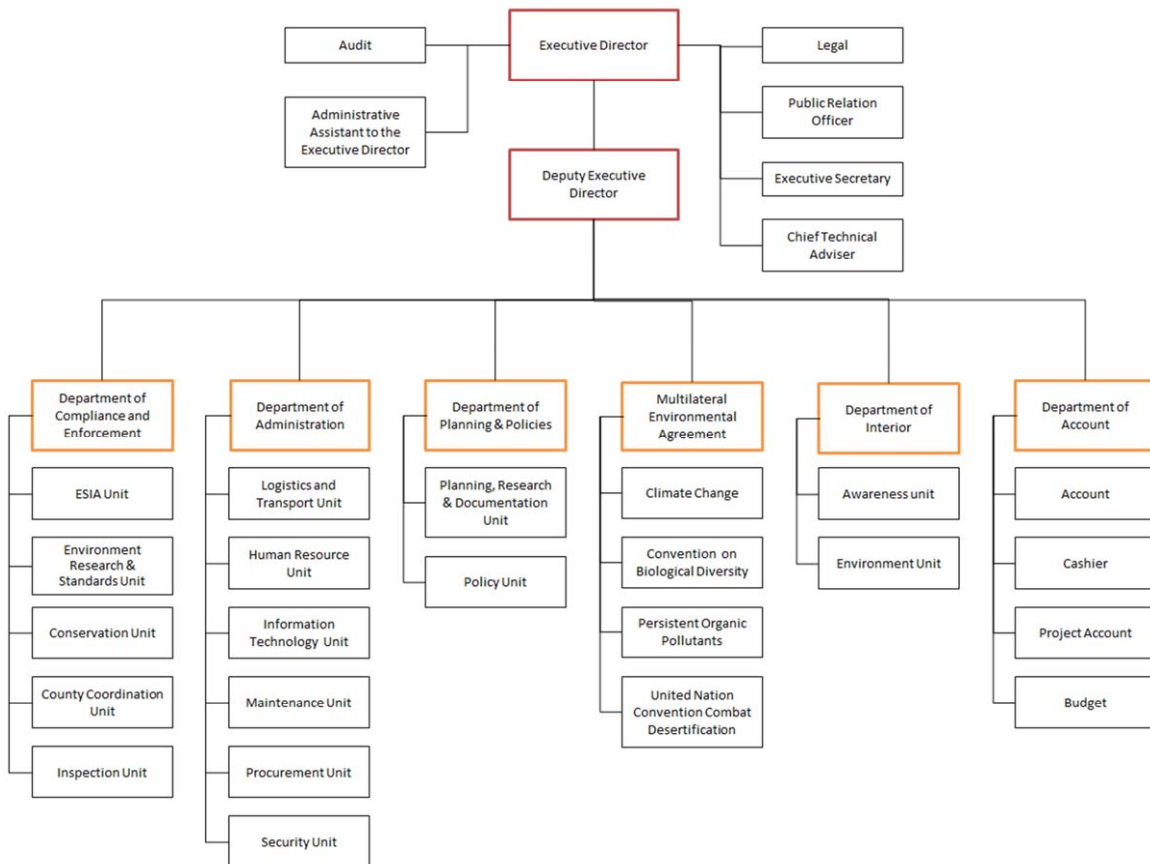 Audit
Executive Director
Legal
Administrative
Assistant to the
Executive Director
Public Relation
Officer
Deputy Executive
Director
Executive Secretary
Chief Technical
Adviser
Department of
Compliance and
Enforcement
Department of
Administration
Department of
Planning & Policies
Multilateral
Environmental
Agreement
Department of
Interior
Department of
Account
ESIA Unit
Environment
Research &
Standards Unit
Conservation Unit
County Coordination
Unit
Inspection Unit
Logistics and
Transport Unit
Human Resource
Unit
Information
Technology Unit
Maintenance Unit
Procurement Unit
Security Unit
Planning, Research
& Documentation
Unit
Policy Unit
Climate Change
Convention on
Biological Diversity
Persistent Organic
Pollutants
United Nation
Convention Combat
Desertification
Awareness unit
Environment Unit
Account
Cashier
Project Account
Budget